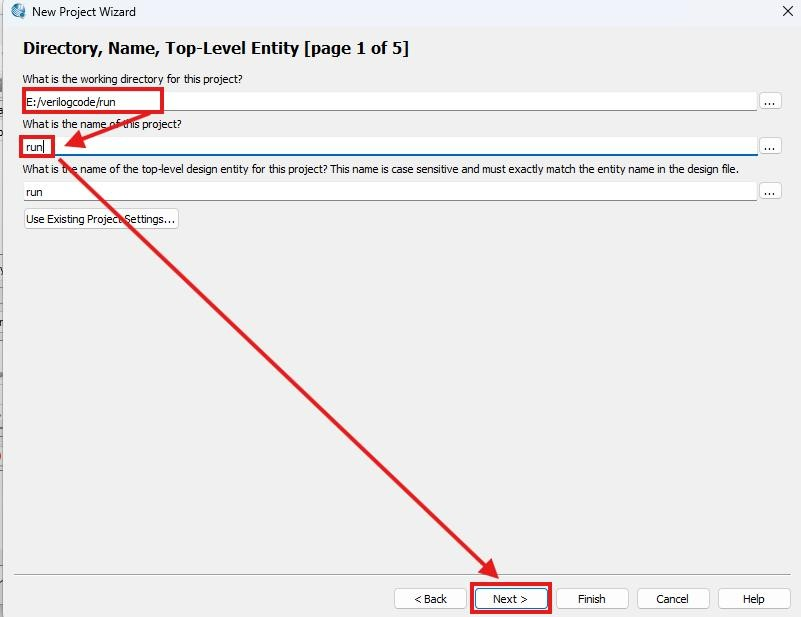 New Project Wizard
Directory, Name, Top-Level Entity [page 1 of 5]
What is the working directory for this project?
E:/verilogcode/run
...
What is the name of this project?
run
...
What is the name of the top-level design entity for this project? This name is case sensitive and must exactly match the entity name in the design file.
run
...
Use Existing Project Settings...
< Back
Next >
Finish
Cancel
Help